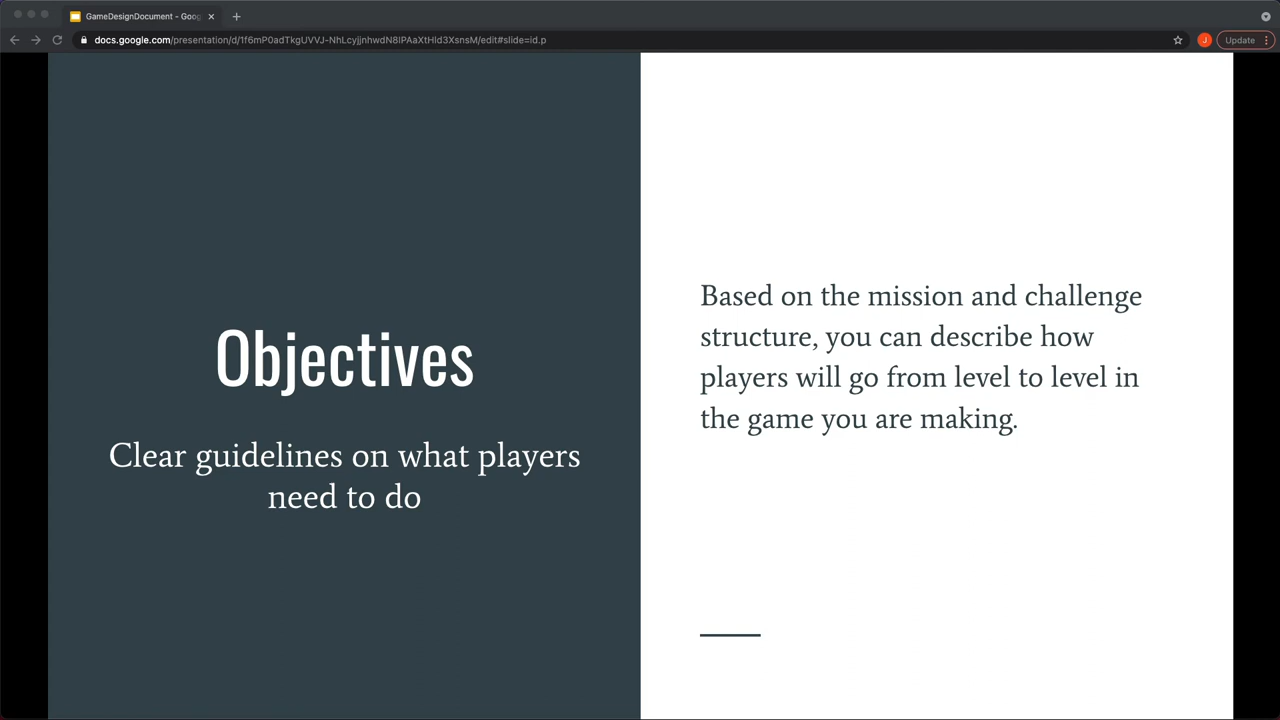 GameDesignDocument - Goog
docs.google.com/presentation/d/1f6mP0adTkgUVVJ-NhLcyjjnhwdN8IPAaXtHld3XsnsM/edit#slide=id.p
J
Update
Objectives
Clear guidelines on what players
need to do
Based on the mission and challenge
structure, you can describe how
players will go from level to level in
the game you are making.